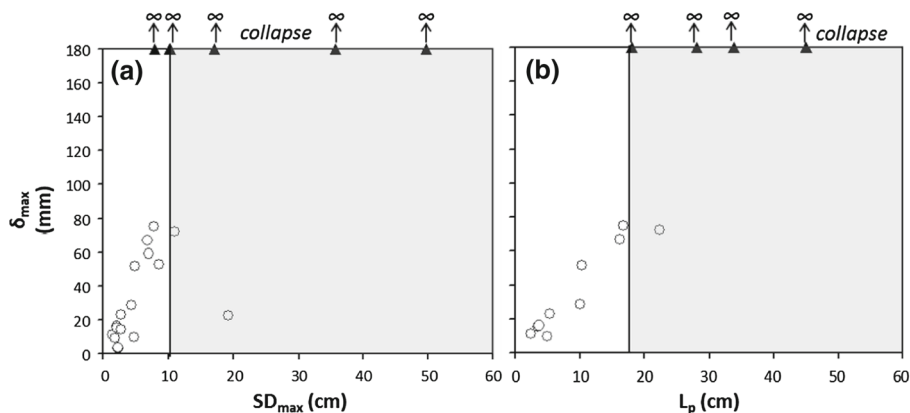 ∞ ∞ ∞ collapse ∞ ∞
∞ ∞ ∞ ∞ collapse
(a)
(b)
180
160
140
120
100
80
60
40
20
0
δmax (mm)
0 10 20 30 40 50 60
0 10 20 30 40 50 60
SDmax (cm)
Lp (cm)